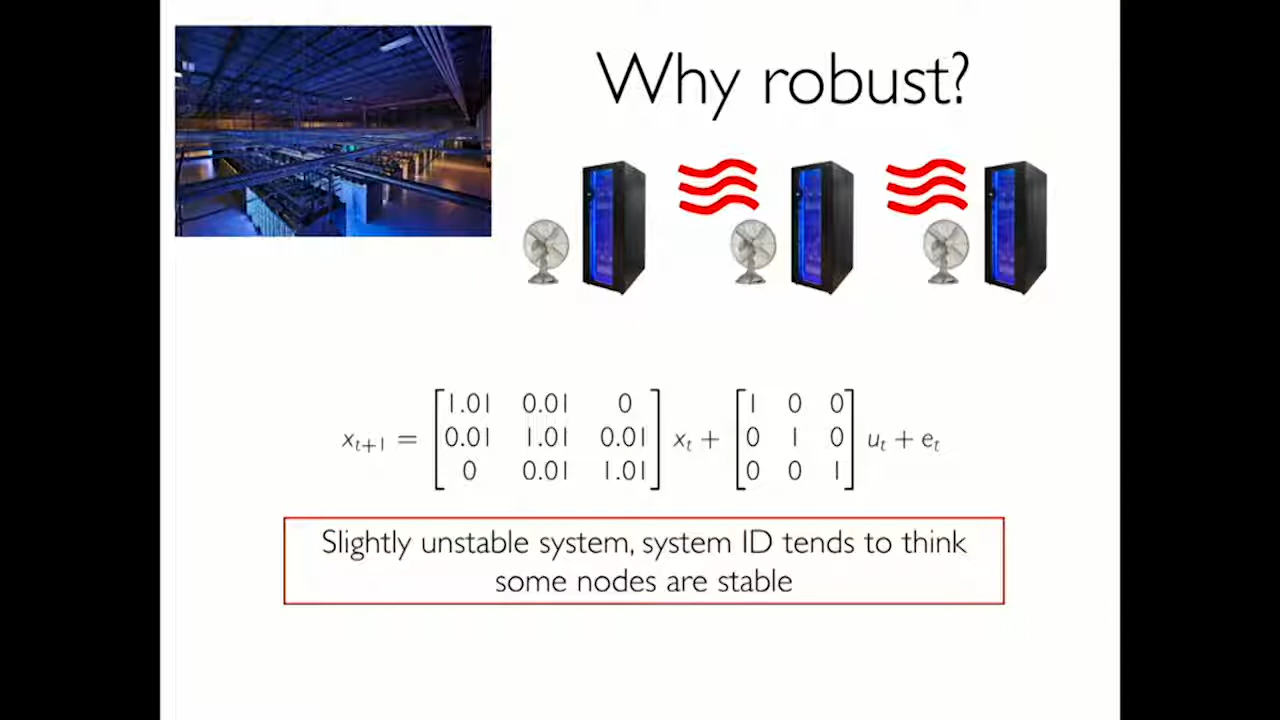 Why robust?
x_{t+1} = [1.01 0.01 0; 0.01 1.01 0.01; 0 0.01 1.01] x_t + [1 0 0; 0 1 0; 0 0 1] u_t + e_t
Slightly unstable system, system ID tends to think
some nodes are stable